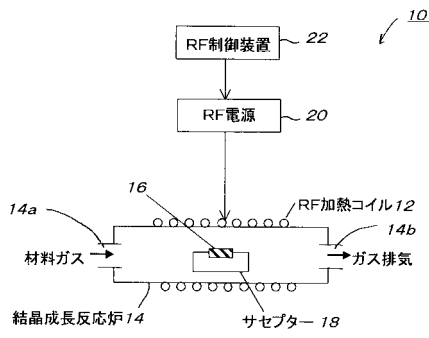 10
RF制御装置
22
RF電源
20
16
RF加熱コイル 12
14a
14b
材料ガス
ガス排気
結晶成長反応炉 14
サセプター 18